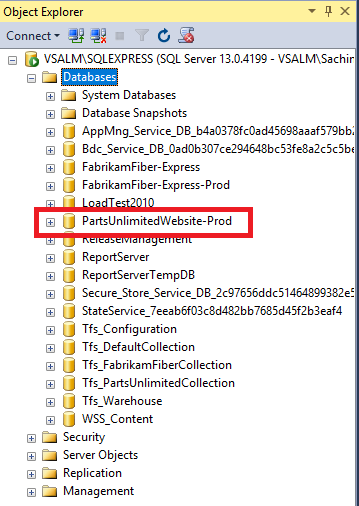 Object Explorer
Connect
VSALM\SQLEXPRESS (SQL Server 13.0.4199 - VSALM\Sachin
Databases
System Databases
Database Snapshots
AppMng_Service_DB_b4a0378fc0ad45698aaaf579bb2
Bdc_Service_DB_0ad0b307ce294648bc53fe8a2c5c5be
FabrikamFiber-Express
FabrikamFiber-Express-Prod
LoadTest2010
PartsUnlimitedWebsite-Prod
ReleaseManagement
ReportServer
ReportServerTempDB
Secure_Store_Service_DB_2c97656ddc51464899382e5
StateService_7eeab6f03c8d482bb7685d45f2b3eaf4
Tfs_Configuration
Tfs_DefaultCollection
Tfs_FabrikamFiberCollection
Tfs_PartsUnlimitedCollection
Tfs_Warehouse
WSS_Content
Security
Server Objects
Replication
Management